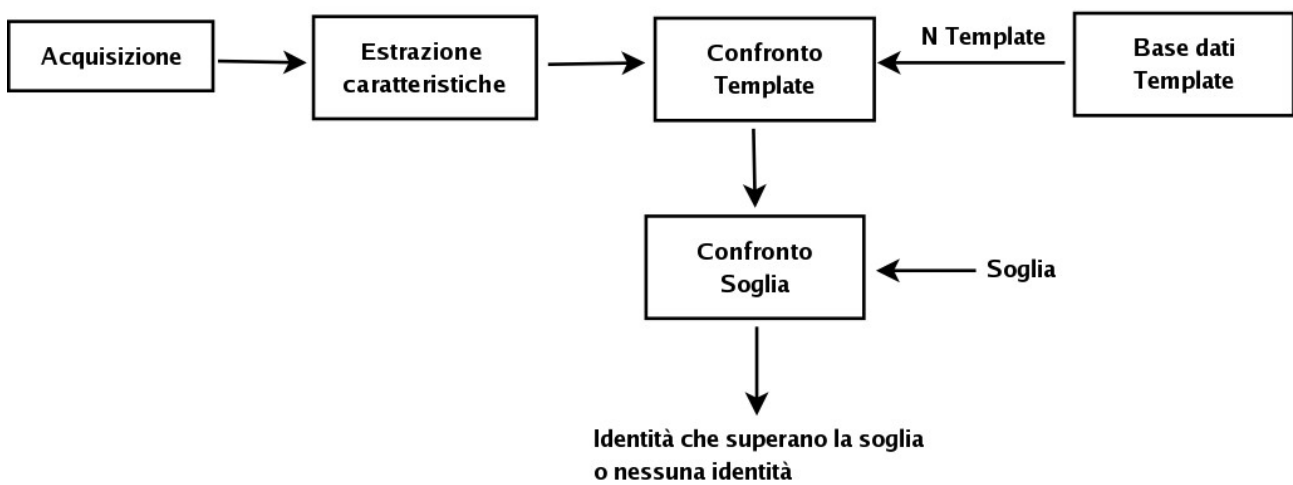 Acquisizione
Estrazione
caratteristiche
Confronto
Template
N Template
Base dati
Template
Confronto
Soglia
Soglia
Identità che superano la soglia
o nessuna identità